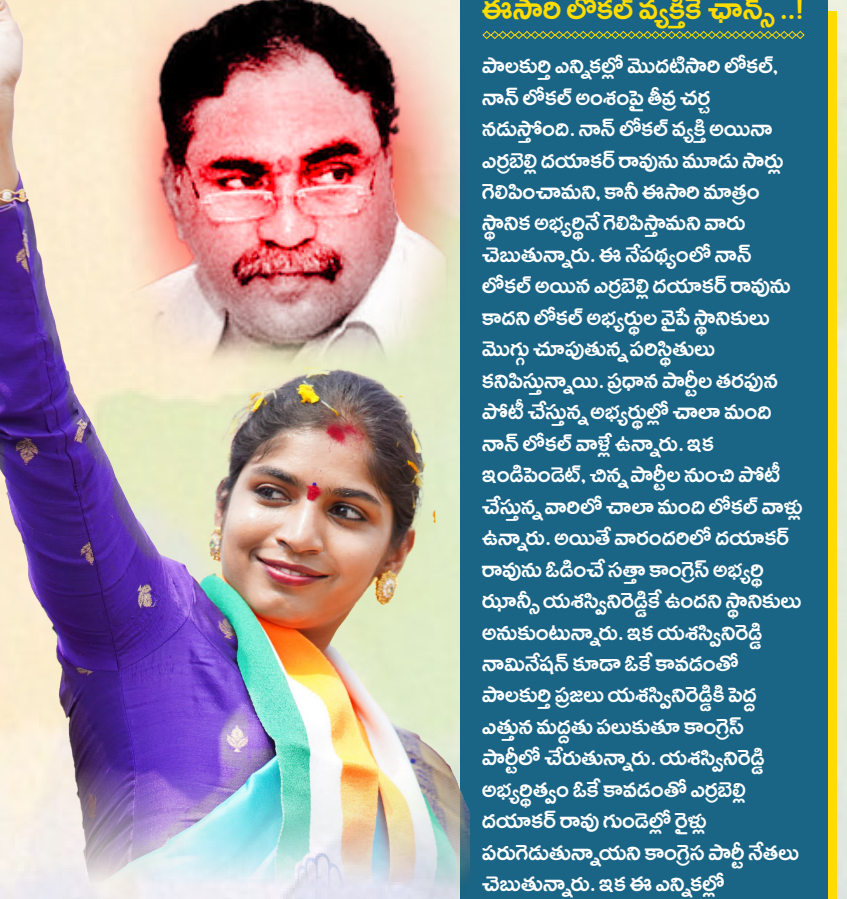 ఈసారి లోకల్ వ్యక్తికే ఛాన్స్ ..!
పాలకుర్తి ఎన్నికల్లో మొదటిసారి లోకల్,
నాన్ లోకల్ అంశంపై తీవ్ర చర్చ
నడుస్తోంది. నాన్ లోకల్ వ్యక్తి అయినా
ఎర్రబెల్లి దయాకర్ రావును మూడు సార్లు
గెలిపించామని, కానీ ఈసారి మాత్రం
స్థానిక అభ్యర్థినే గెలిపిస్తామని వారు
చెబుతున్నారు. ఈ నేపథ్యంలో నాన్
లోకల్ అయిన ఎర్రబెల్లి దయాకర్ రావును
కాదని లోకల్ అభ్యర్థుల వైపే స్థానికులు
మొగ్గు చూపుతున్న పరిస్థితులు
కనిపిస్తున్నాయి. ప్రధాన పార్టీల తరఫున
పోటీ చేస్తున్న అభ్యర్థుల్లో చాలా మంది
నాన్ లోకల్ వాళ్లే ఉన్నారు. ఇక
ఇండిపెండెట్, చిన్న పార్టీల నుంచి పోటీ
చేస్తున్న వారిలో చాలా మంది లోకల్ వాళ్లు
ఉన్నారు. అయితే వారందరిలో దయాకర్
రావును ఓడించే సత్తా కాంగ్రెస్ అభ్యర్థి
ఝాన్సీ యశస్వినిరెడ్డికే ఉందని స్థానికులు
అనుకుంటున్నారు. ఇక యశస్వినిరెడ్డి
నామినేషన్ కూడా ఓకే కావడంతో
పాలకుర్తి ప్రజలు యశస్వినిరెడ్డికి పెద్ద
ఎత్తున మద్దతు పలుకుతూ కాంగ్రెస్
పార్టీలో చేరుతున్నారు. యశస్వినిరెడ్డి
అభ్యర్థిత్వం ఓకే కావడంతో ఎర్రబెల్లి
దయాకర్ రావు గుండెల్లో రైళ్లు
పరుగెడుతున్నాయని కాంగ్రెస పార్టీ నేతలు
చెబుతున్నారు. ఇక ఈ ఎన్నికల్లో